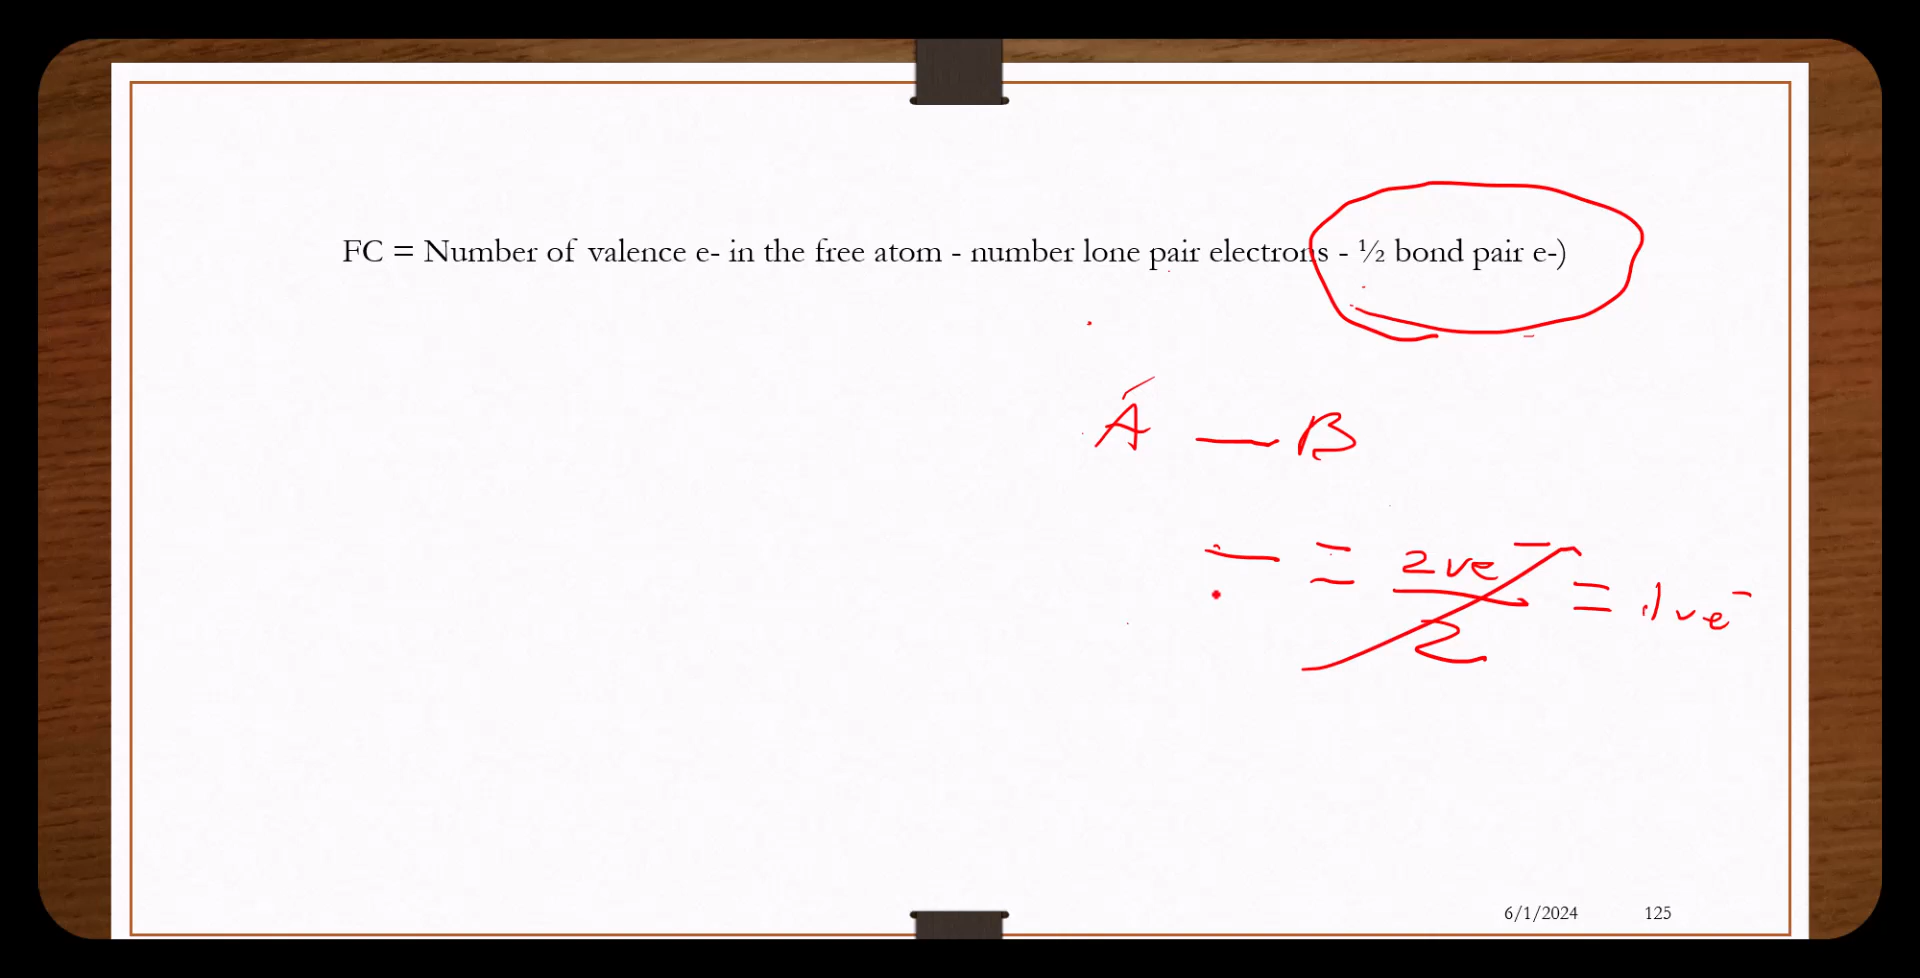 FC = Number of valence e- in the free atom - number lone pair electrons - ½ bond pair e-)
A — B
— = 2ve⁻/2 = 1ve⁻
6/1/2024 125